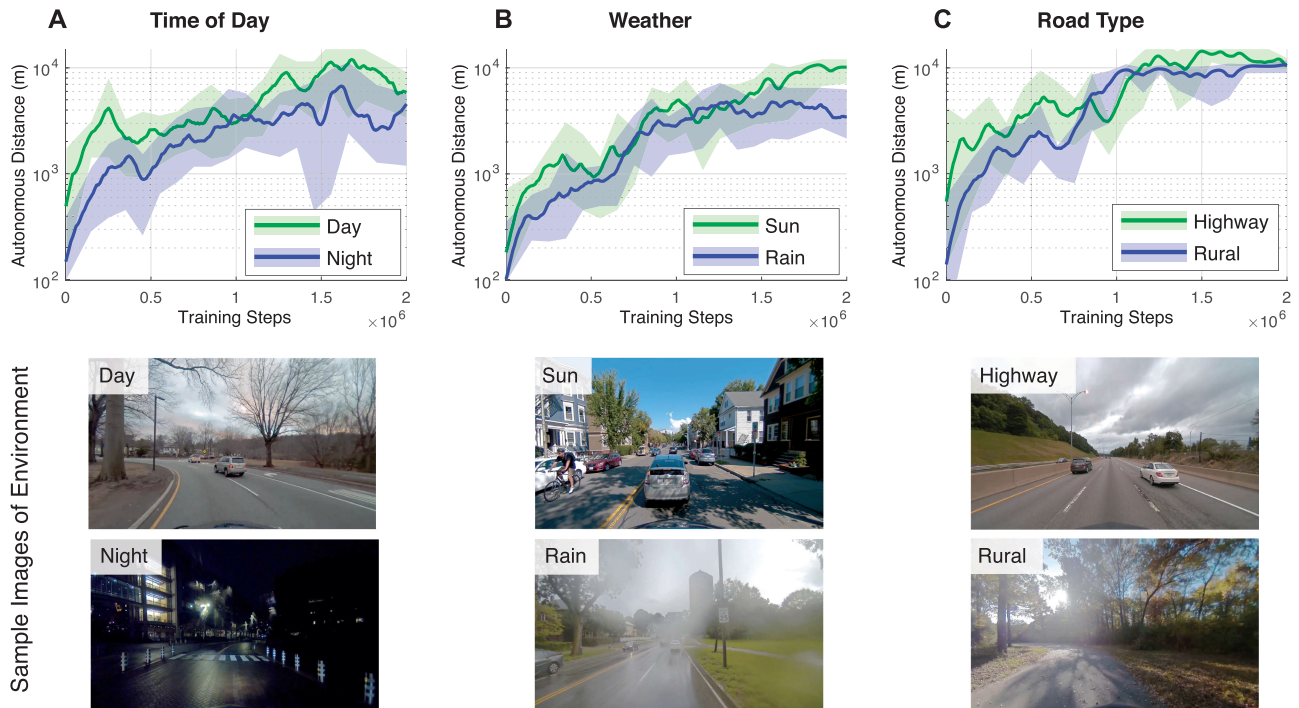 A Time of Day
Autonomous Distance (m)
10^4
10^3
10^2
Day
Night
0 0.5 1 1.5 2
Training Steps
×10^6
B Weather
Autonomous Distance (m)
10^4
10^3
10^2
Sun
Rain
0 0.5 1 1.5 2
Training Steps
×10^6
C Road Type
Autonomous Distance (m)
10^4
10^3
10^2
Highway
Rural
0 0.5 1 1.5 2
Training Steps
×10^6
Sample Images of Environment
Day
Sun
Highway
Night
Rain
Rural